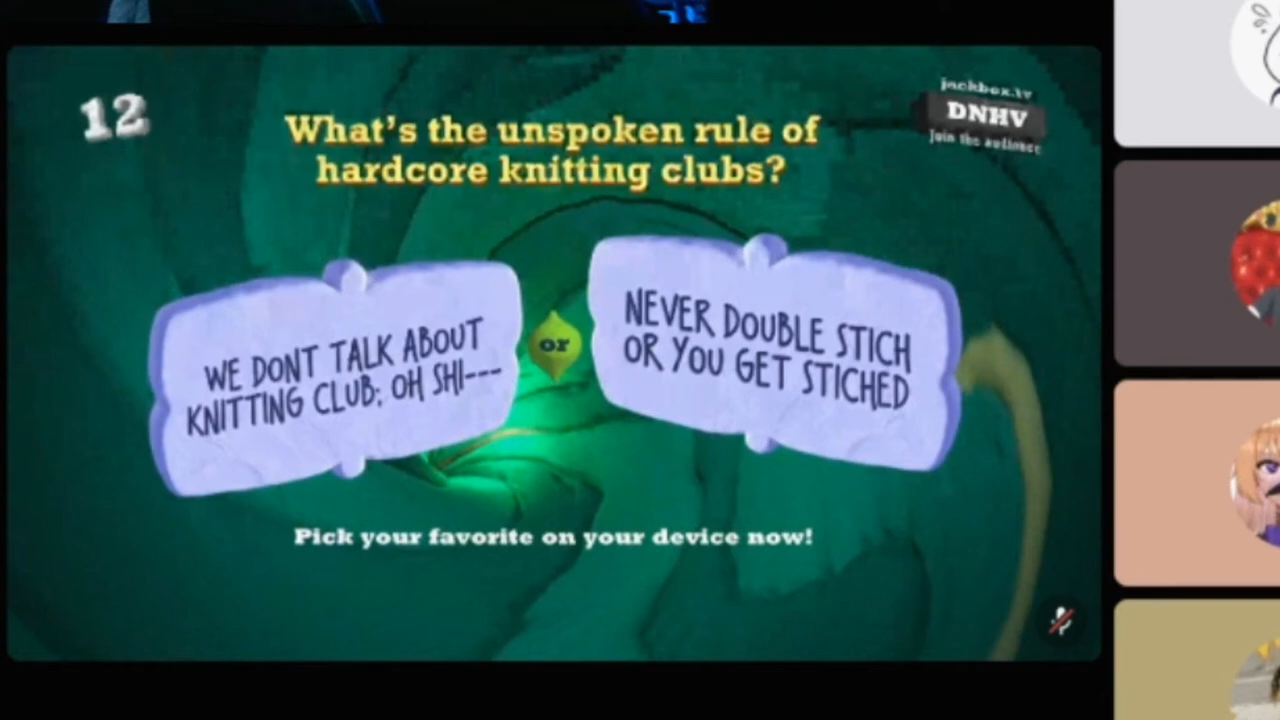 12
jackbox.tv
DNHV
Join the audience
What's the unspoken rule of
hardcore knitting clubs?
WE DONT TALK ABOUT
KNITTING CLUB; OH SHI---
or
NEVER DOUBLE STICH
OR YOU GET STICHED
Pick your favorite on your device now!